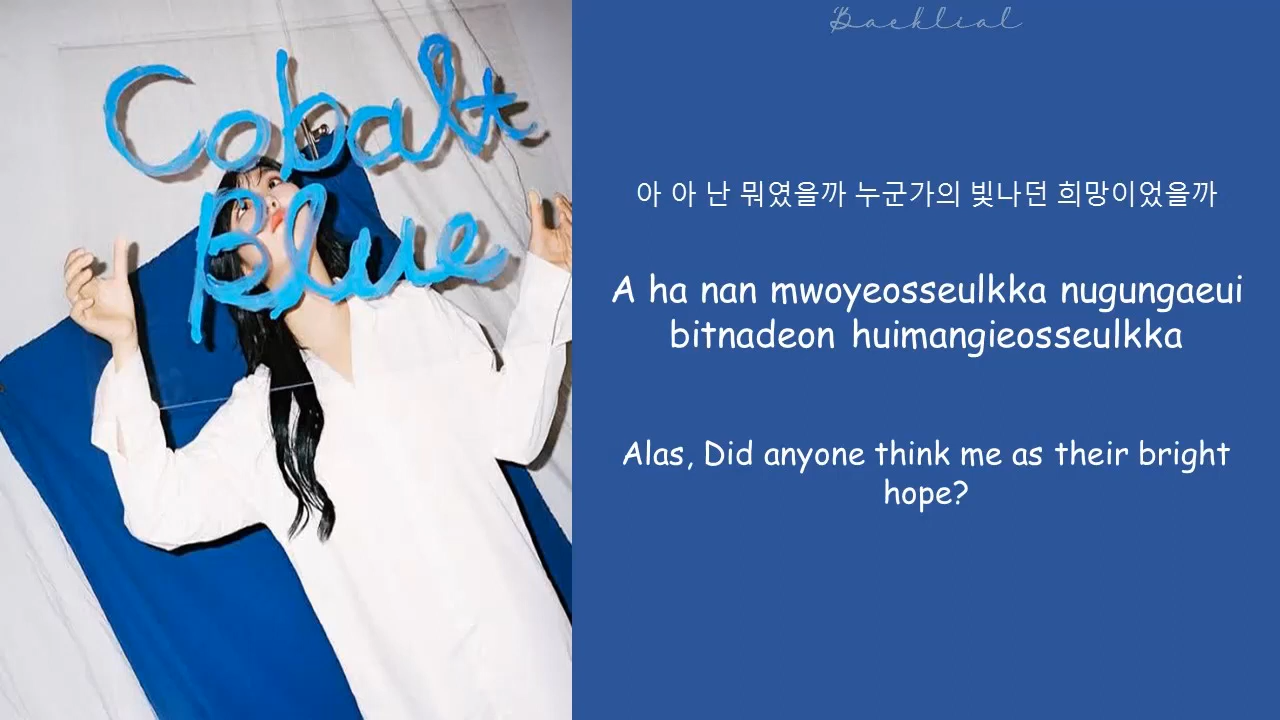 Cobalt
Blue
Backlial
아 아 난 뭐였을까 누군가의 빛나던 희망이었을까
A ha nan mwoyeosseulkka nugungaeui
bitnadeon huimangieosseulkka
Alas, Did anyone think me as their bright
hope?